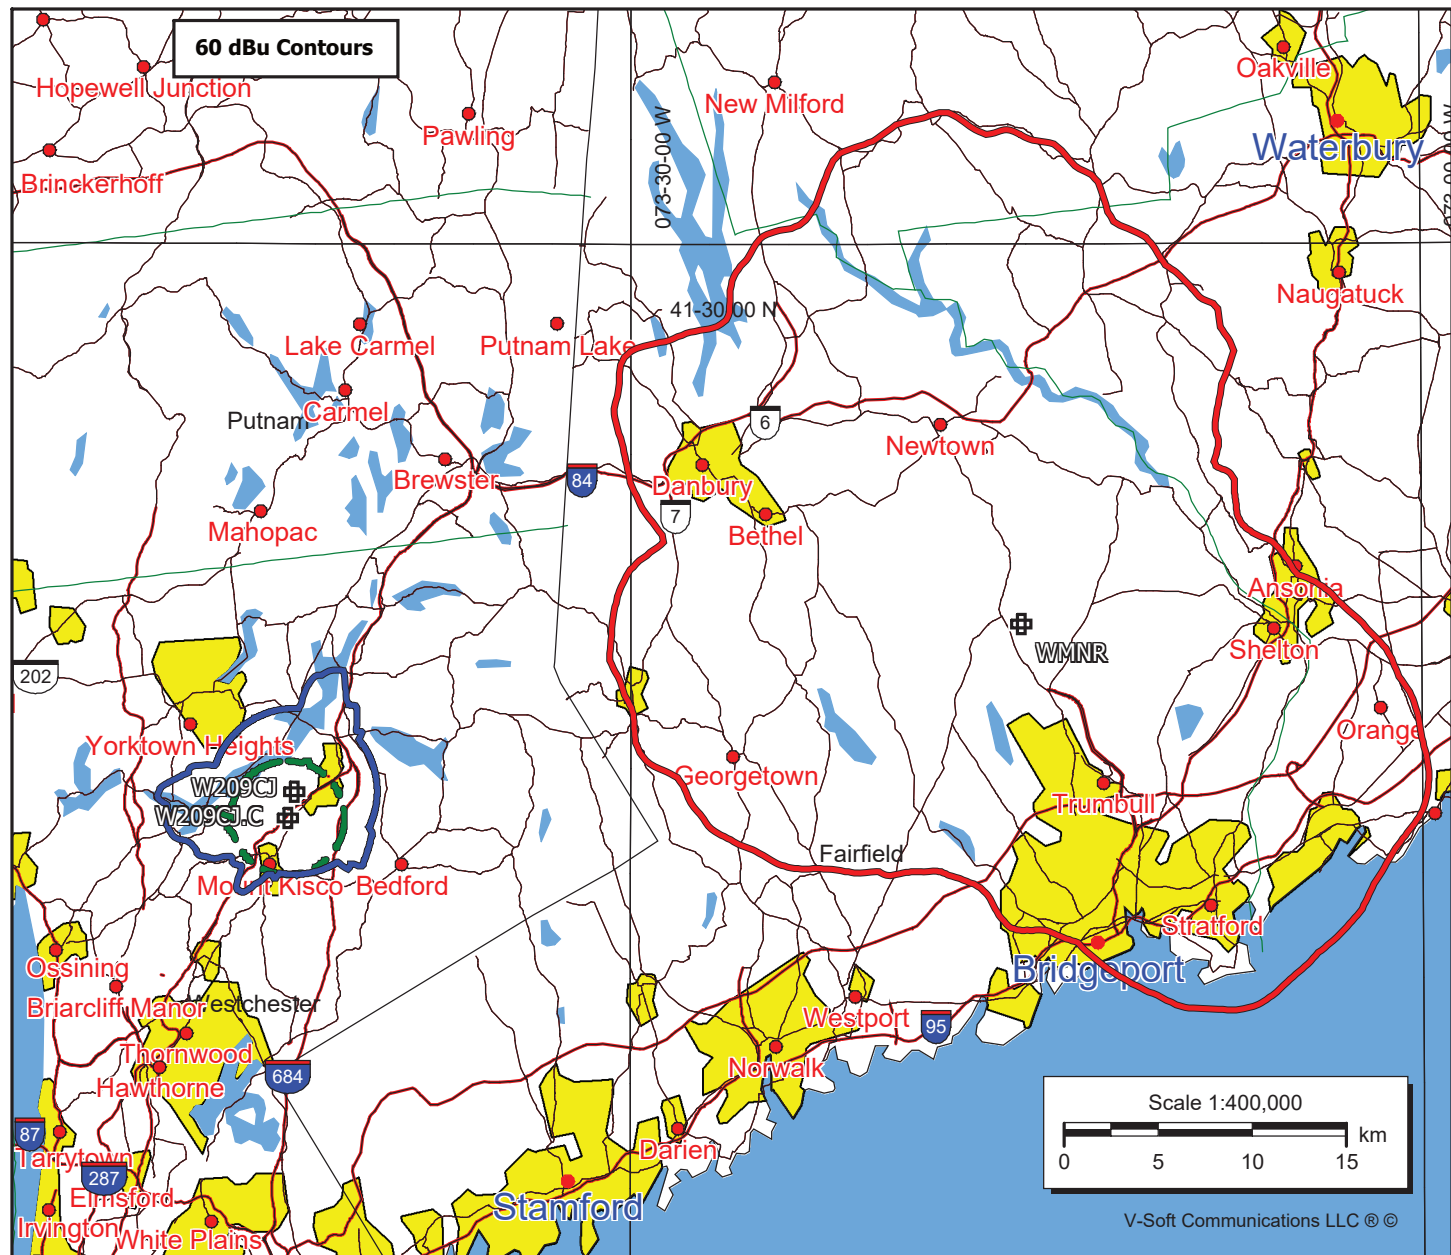 60 dBu Contours
Oakville
Hopewell Junction
New Milford
Pawling
Waterbury
073-30-00 W
Brinckerhoff
Naugatuck
41-30-00 N
Lake Carmel
Putnam Lake
Putnam
Carmel
6
Newtown
Brewster
84
Danbury
7
Mahopac
Bethel
Ansonia
WMNR
Shelton
202
Orange
Yorktown Heights
Georgetown
W209CJ
Trumbull
W209CJ.C
Fairfield
Mount Kisco
Bedford
Stratford
Ossining
Bridgeport
Briarcliff Manor
Westchester
Westport
95
Thornwood
Norwalk
Hawthorne
684
Scale 1:400,000
87
km
Darien
0 5 10 15
Tarrytown
287
Elmsford
Stamford
V-Soft Communications LLC ® ©
Irvington
White Plains